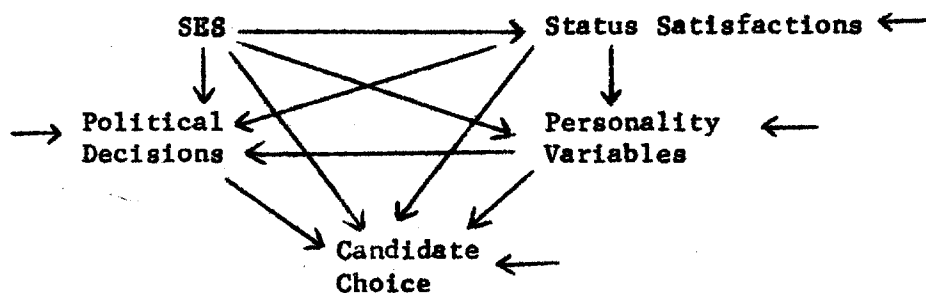 SES
Status Satisfactions
Political
Decisions
Personality
Variables
Candidate
Choice